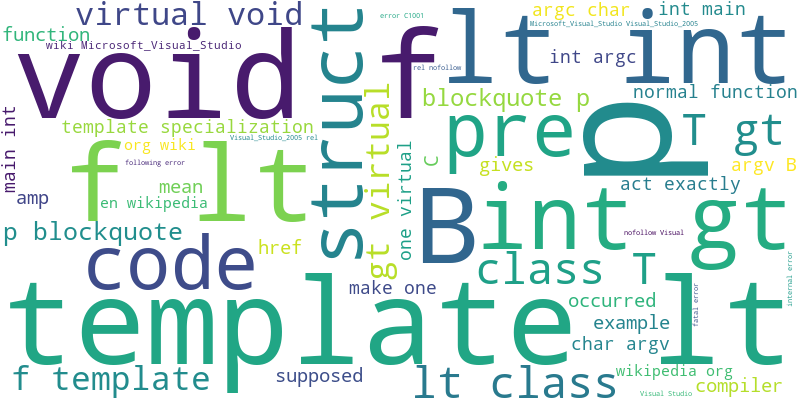 virtual void
error C1001
argc char
int main
function
wiki Microsoft_Visual_Studio
Microsoft_Visual_Studio Visual_Studio_2005
void
f
lt
int
int argc
rel nofollow
struct
gt virtual
blockquote p
normal function
template specialization
Visual_Studio_2005 rel
pre
p
T
gt
main int
org wiki
following error
f
lt
one virtual
C
gives
argv B
amp
mean
en wikipedia
act exactly
B
int
gt
p blockquote
nofollow Visual
code
href
class T
internal error
template
lt
make one
occurred
fatal error
example
char argv
f template
supposed
lt class
wikipedia org
compiler
Visual Studio